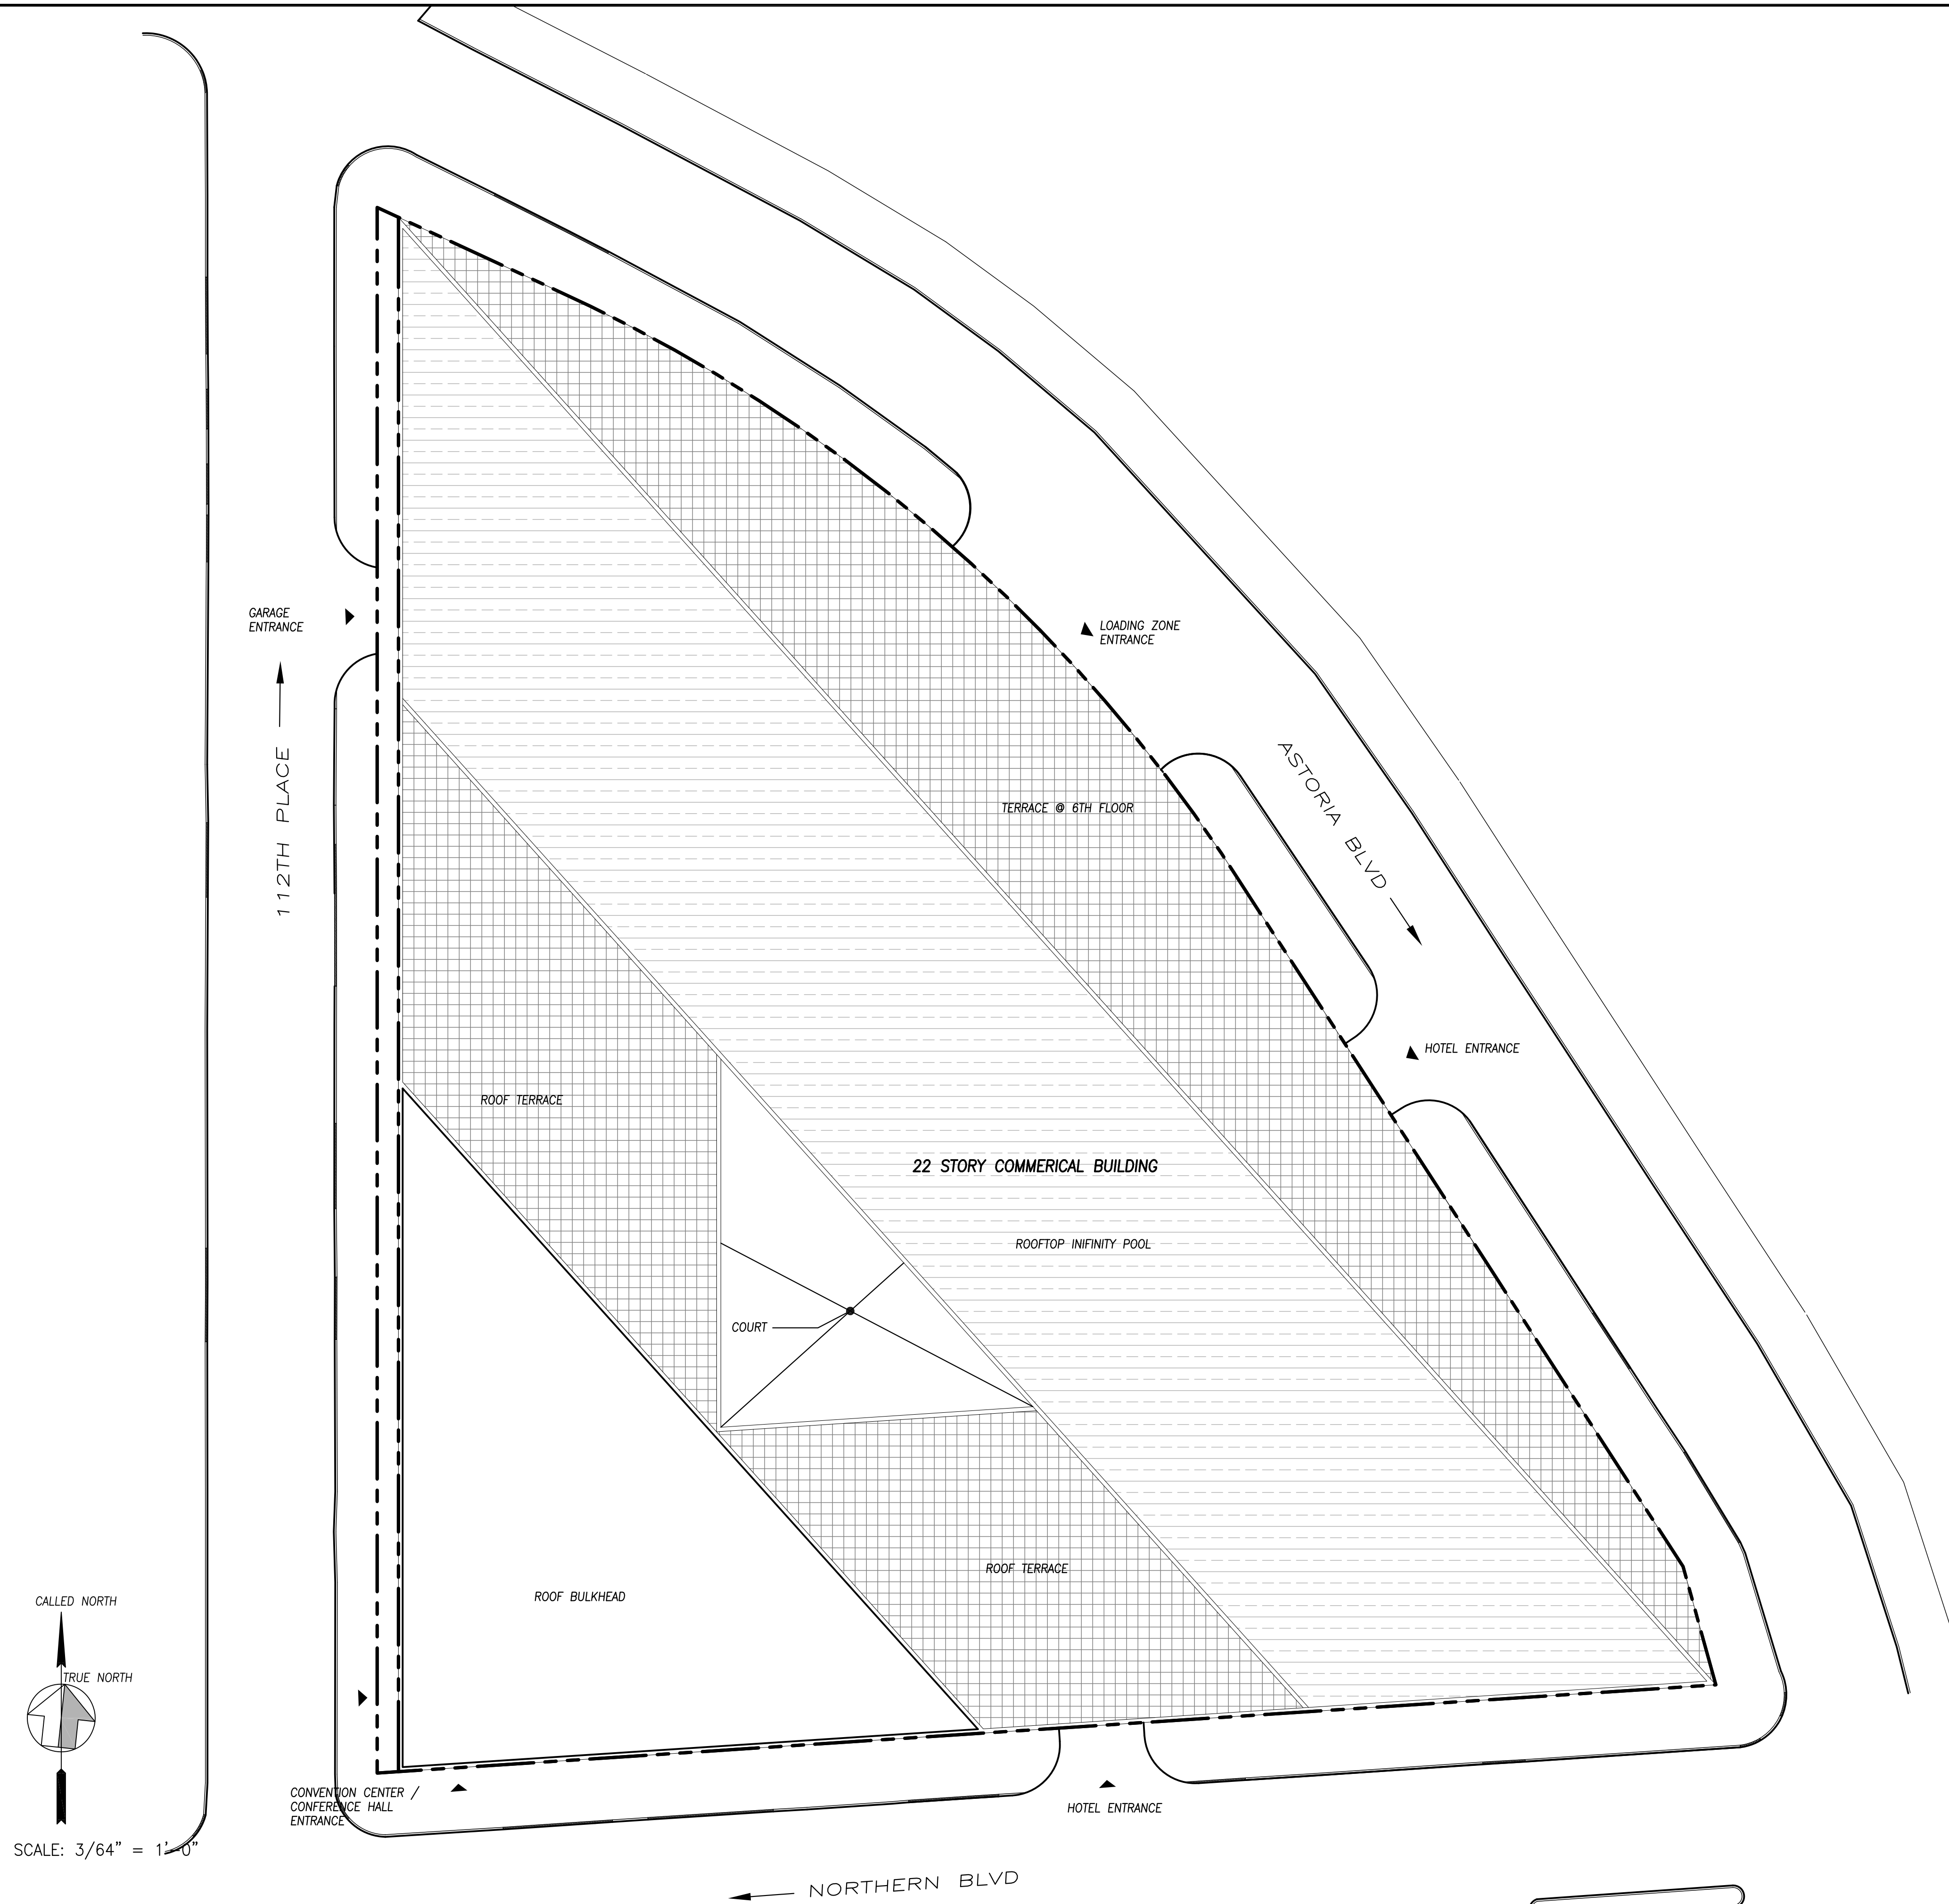 GARAGE
ENTRANCE
LOADING ZONE
ENTRANCE
112TH PLACE
ASTORIA BLVD
TERRACE @ 6TH FLOOR
HOTEL ENTRANCE
ROOF TERRACE
22 STORY COMMERICAL BUILDING
ROOFTOP INIFINITY POOL
COURT
ROOF TERRACE
ROOF BULKHEAD
CALLED NORTH
TRUE NORTH
SCALE: 3/64" = 1'-0"
CONVENTION CENTER /
CONFERENCE HALL
ENTRANCE
HOTEL ENTRANCE
NORTHERN BLVD